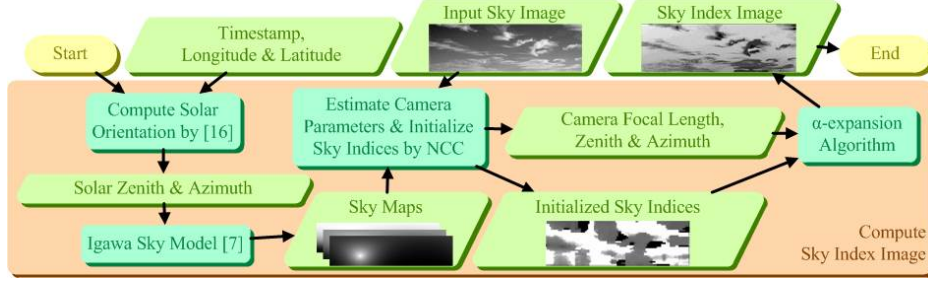 Start
Timestamp,
Longitude & Latitude
Input Sky Image
Sky Index Image
End
Compute Solar
Orientation by [16]
Estimate Camera
Parameters & Initialize
Sky Indices by NCC
Camera Focal Length,
Zenith & Azimuth
α-expansion
Algorithm
Solar Zenith & Azimuth
Igawa Sky Model [7]
Sky Maps
Initialized Sky Indices
Compute
Sky Index Image